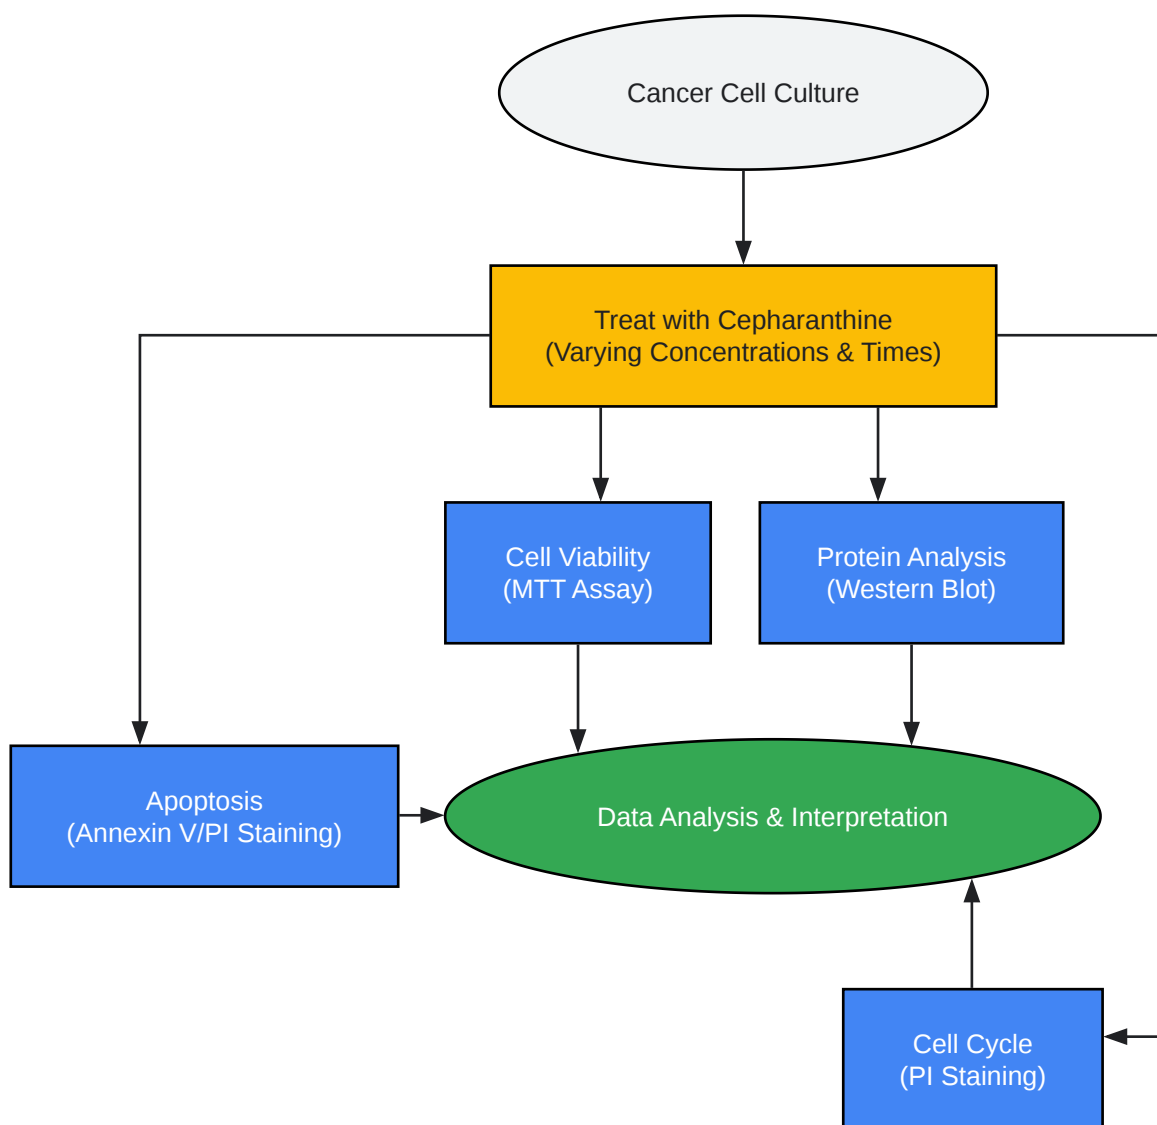 Cancer Cell Culture
Treat with Cepharanthine
(Varying Concentrations & Times)
Cell Viability
(MTT Assay)
Protein Analysis
(Western Blot)
Apoptosis
(Annexin V/PI Staining)
Data Analysis & Interpretation
Cell Cycle
(PI Staining)